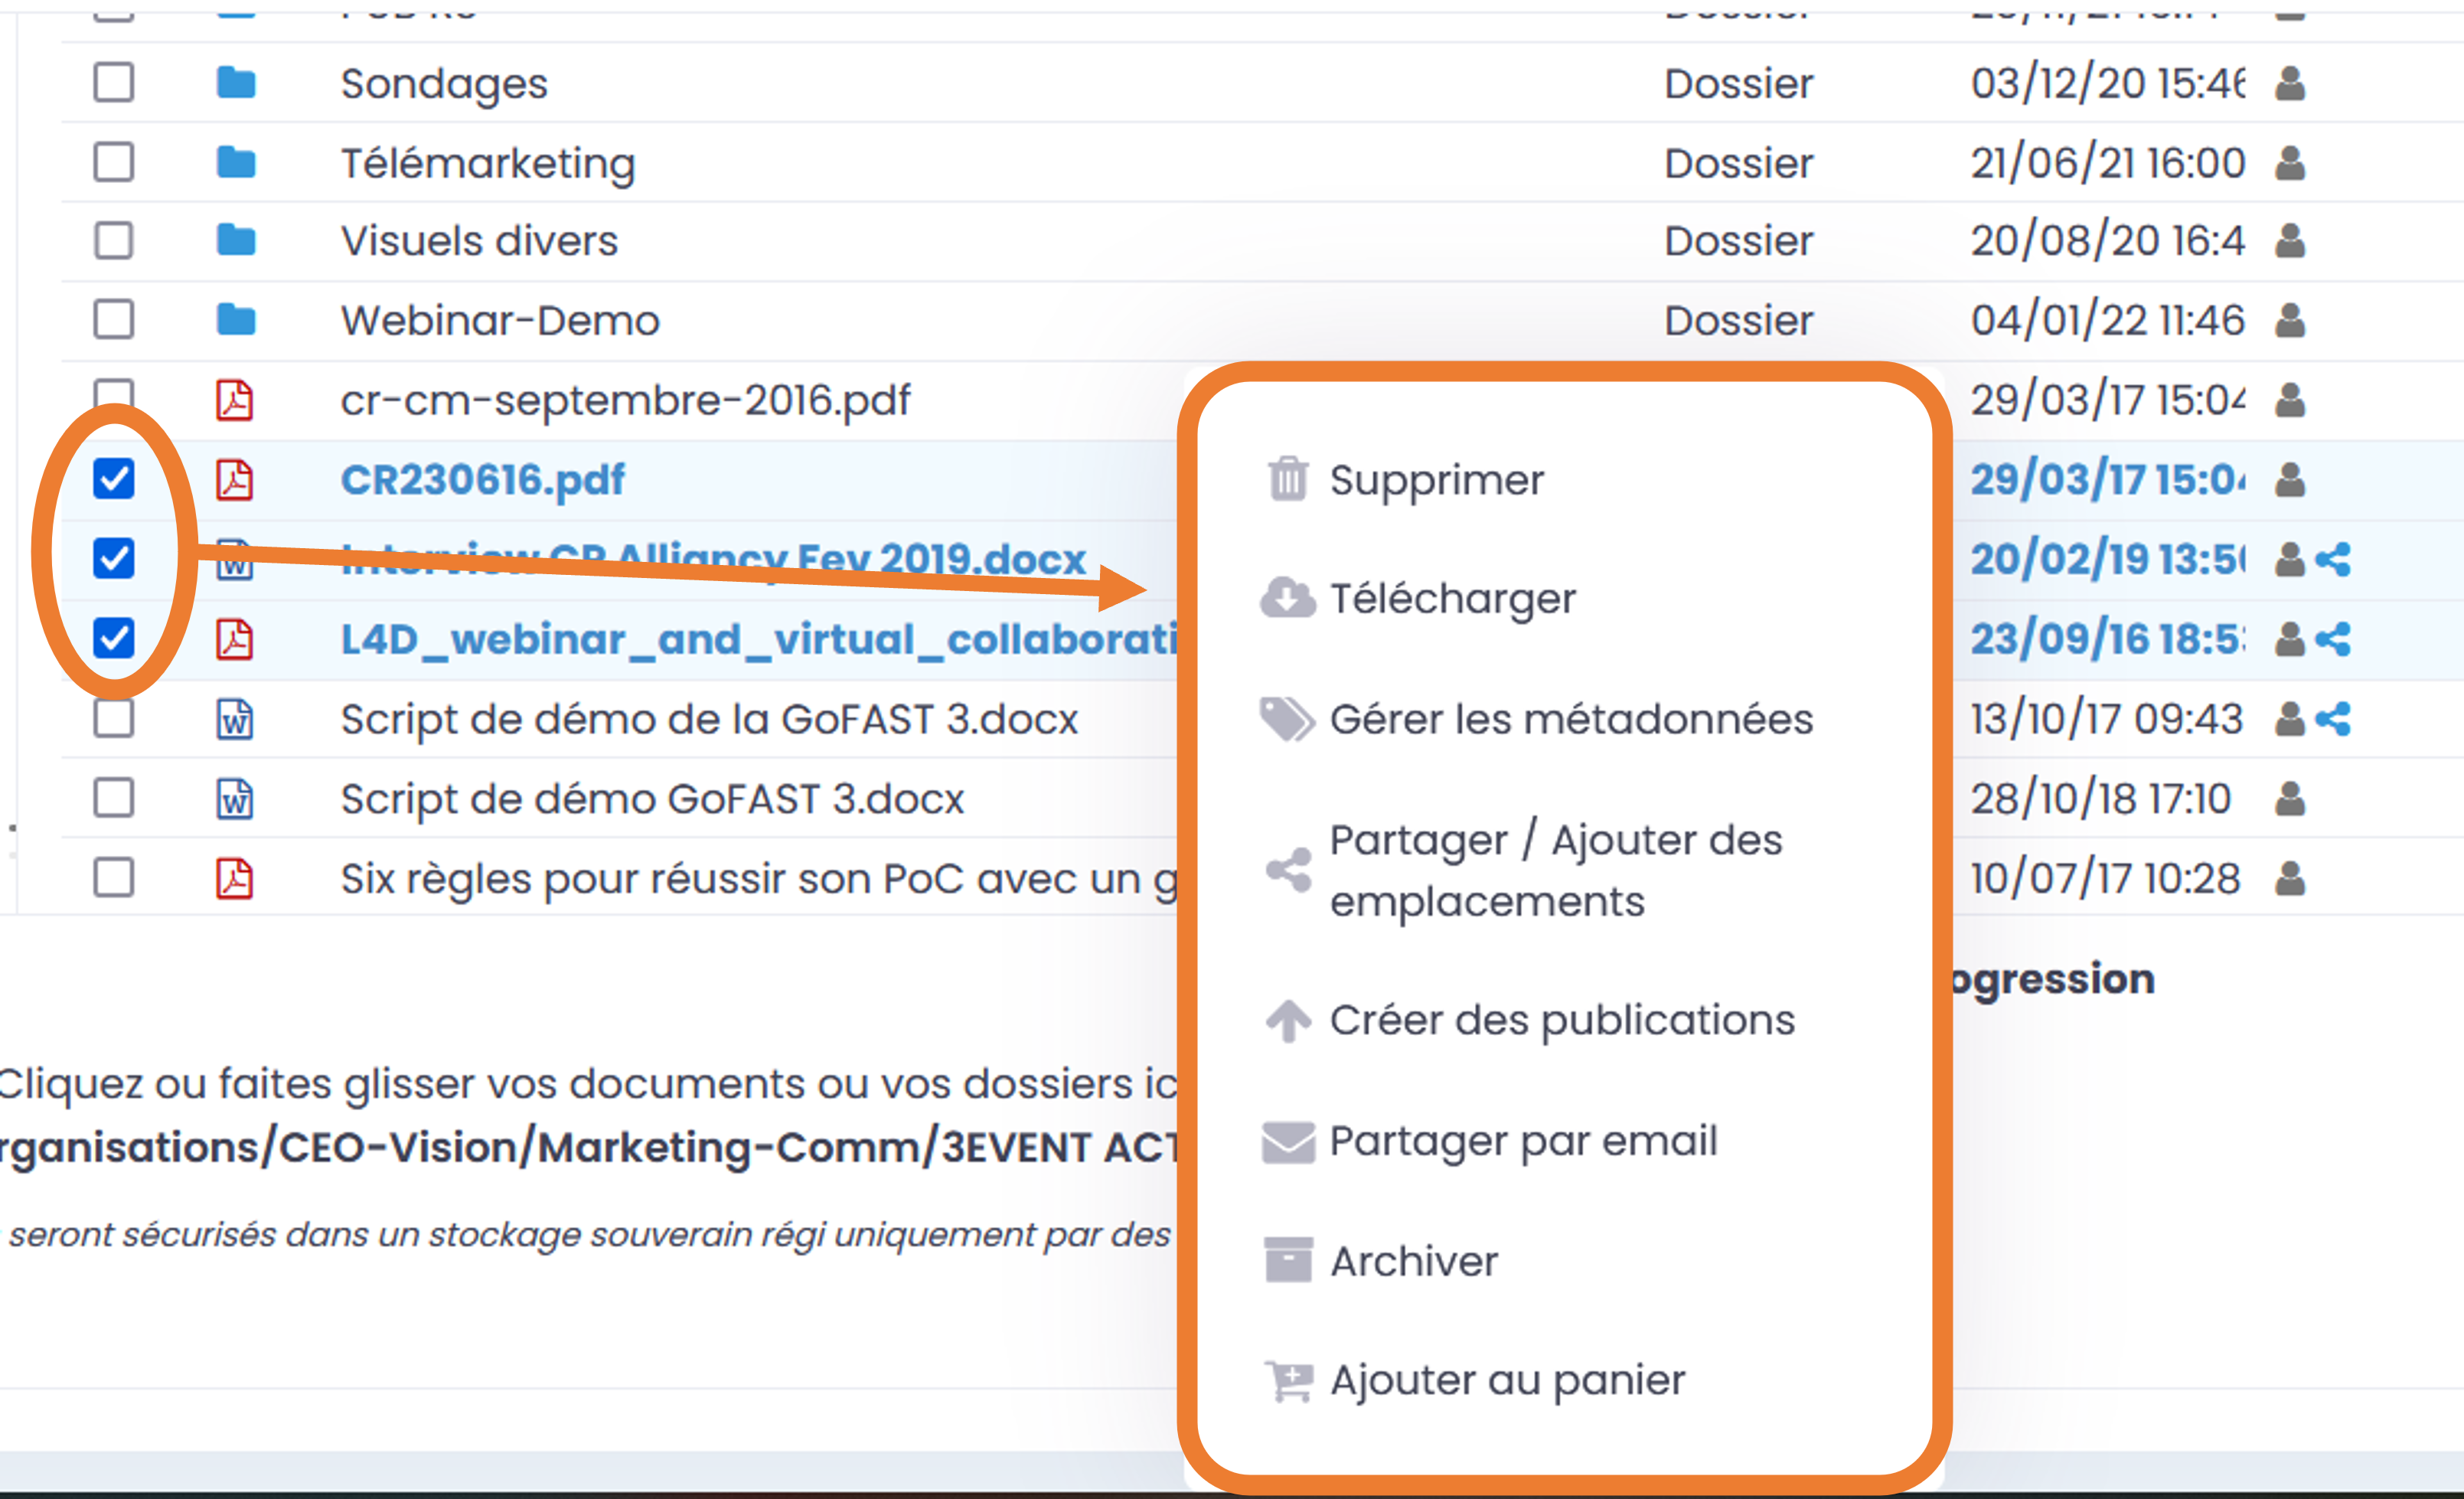 Sondages Dossier 03/12/20 15:46
Télémarketing Dossier 21/06/21 16:00
Visuels divers Dossier 20/08/20 16:4
Webinar-Demo Dossier 04/01/22 11:46
cr-cm-septembre-2016.pdf 29/03/17 15:04
CR230616.pdf 29/03/17 15:04
Interview CP Alliancy Fev 2019.docx 20/02/19 13:5
L4D_webinar_and_virtual_collaborati 23/09/16 18:5
Script de démo de la GoFAST 3.docx 13/10/17 09:43
Script de démo GoFAST 3.docx 28/10/18 17:10
Six règles pour réussir son PoC avec un g 10/07/17 10:28
ogression
Cliquez ou faites glisser vos documents ou vos dossiers ic
rganisations/CEO-Vision/Marketing-Comm/3EVENT ACT
seront sécurisés dans un stockage souverain régi uniquement par des
Supprimer
Télécharger
Gérer les métadonnées
Partager / Ajouter des
emplacements
Créer des publications
Partager par email
Archiver
Ajouter au panier